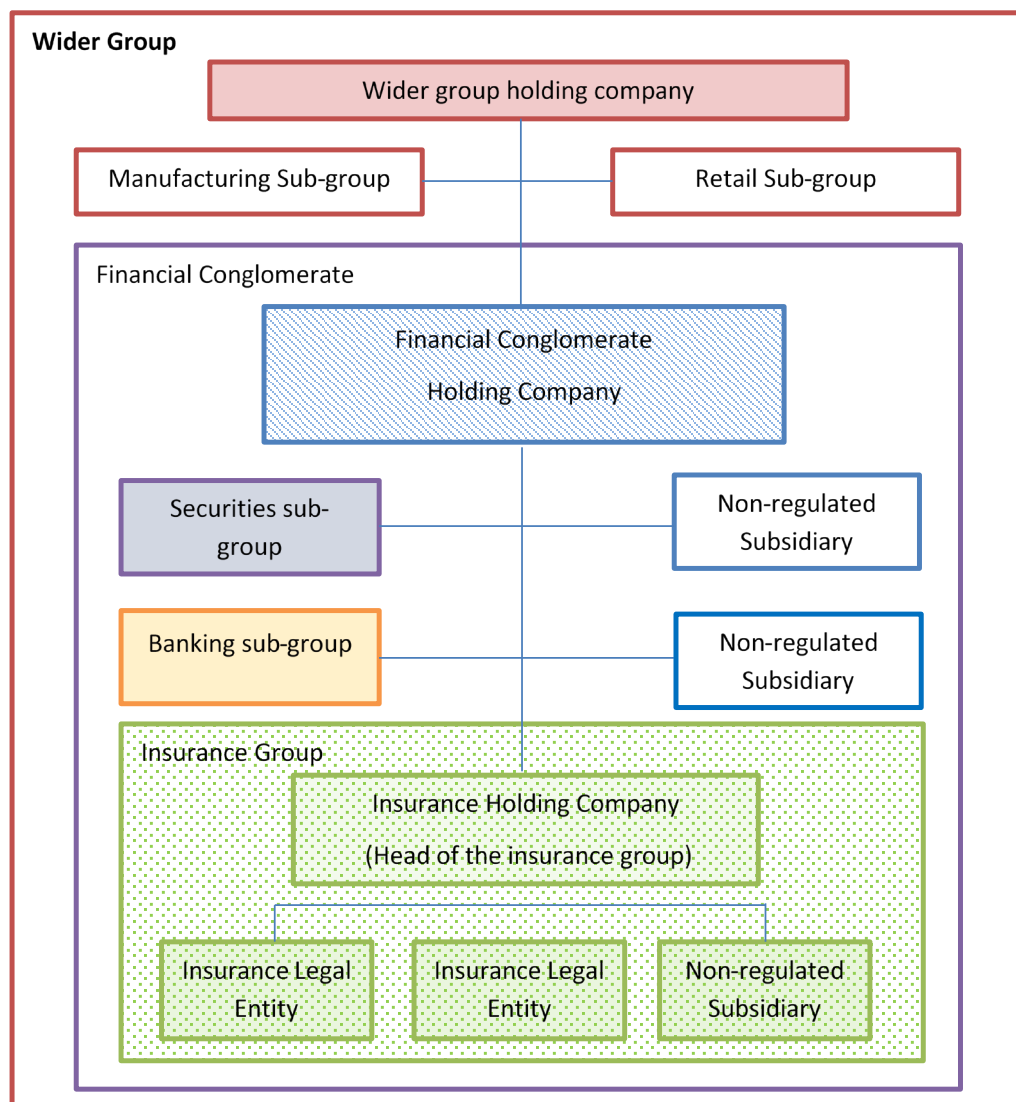 Wider Group
Wider group holding company
Manufacturing Sub-group
Retail Sub-group
Financial Conglomerate
Financial Conglomerate
Holding Company
Securities sub-
group
Non-regulated
Subsidiary
Banking sub-group
Non-regulated
Subsidiary
Insurance Group
Insurance Holding Company
(Head of the insurance group)
Insurance Legal
Entity
Insurance Legal
Entity
Non-regulated
Subsidiary